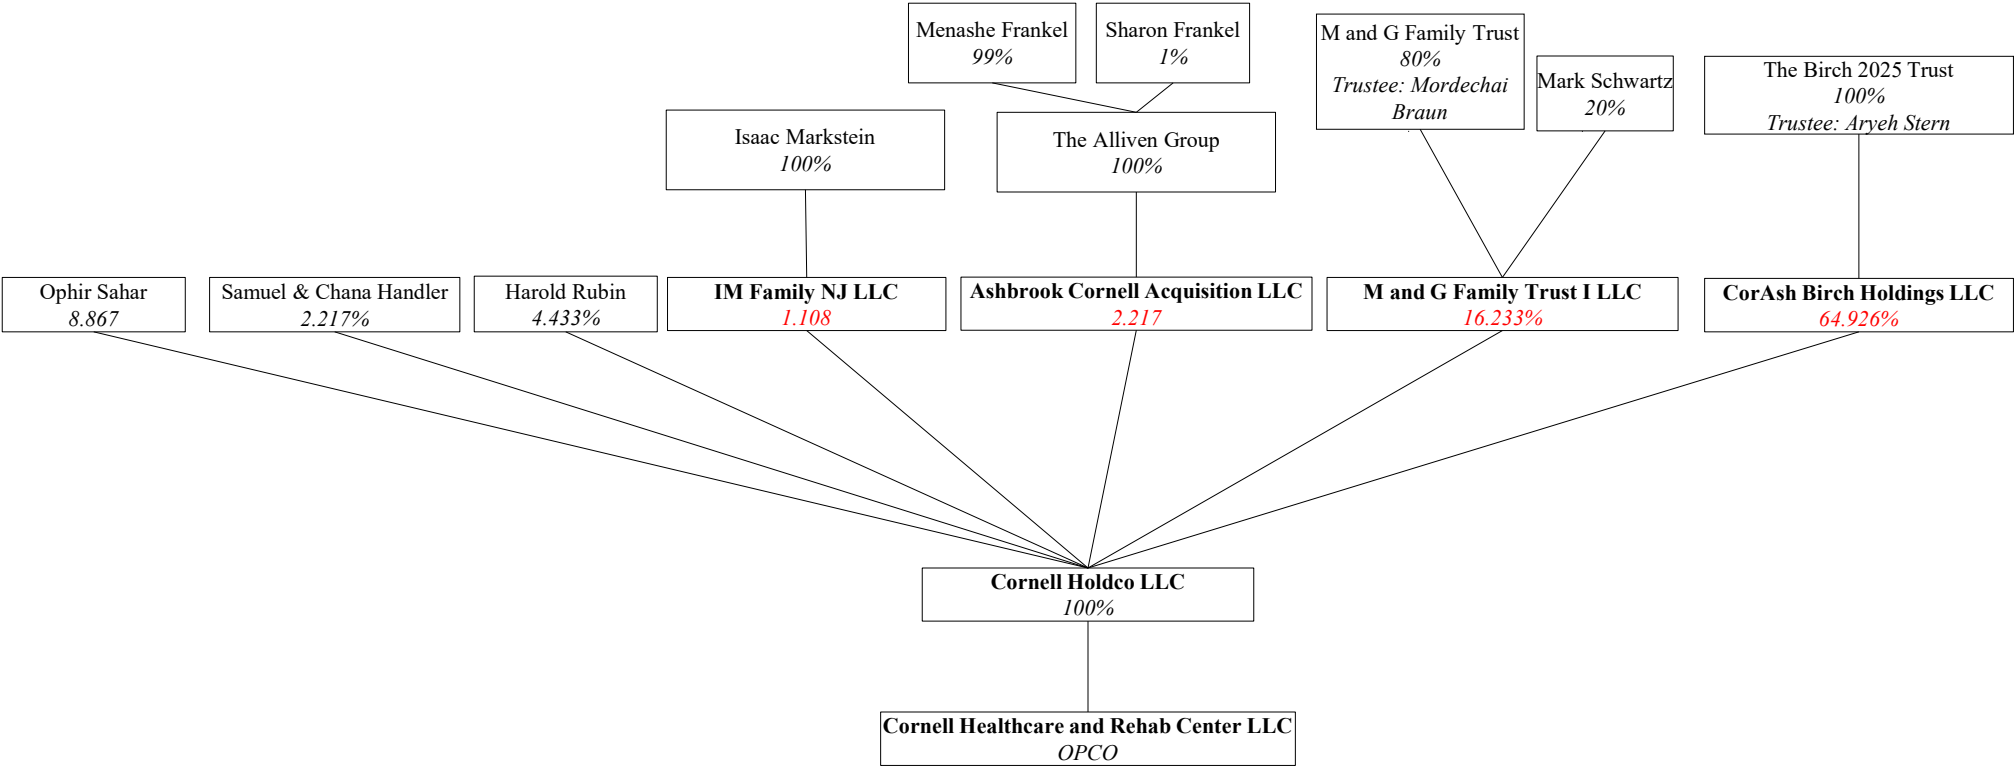 Menashe Frankel
99%
Sharon Frankel
1%
M and G Family Trust
80%
Trustee: Mordechai
Braun
Mark Schwartz
20%
The Birch 2025 Trust
100%
Trustee: Aryeh Stern
Isaac Markstein
100%
The Alliven Group
100%
Ophir Sahar
8.867
Samuel & Chana Handler
2.217%
Harold Rubin
4.433%
IM Family NJ LLC
1.108
Ashbrook Cornell Acquisition LLC
2.217
M and G Family Trust I LLC
16.233%
CorAsh Birch Holdings LLC
64.926%
Cornell Holdco LLC
100%
Cornell Healthcare and Rehab Center LLC
OPCO